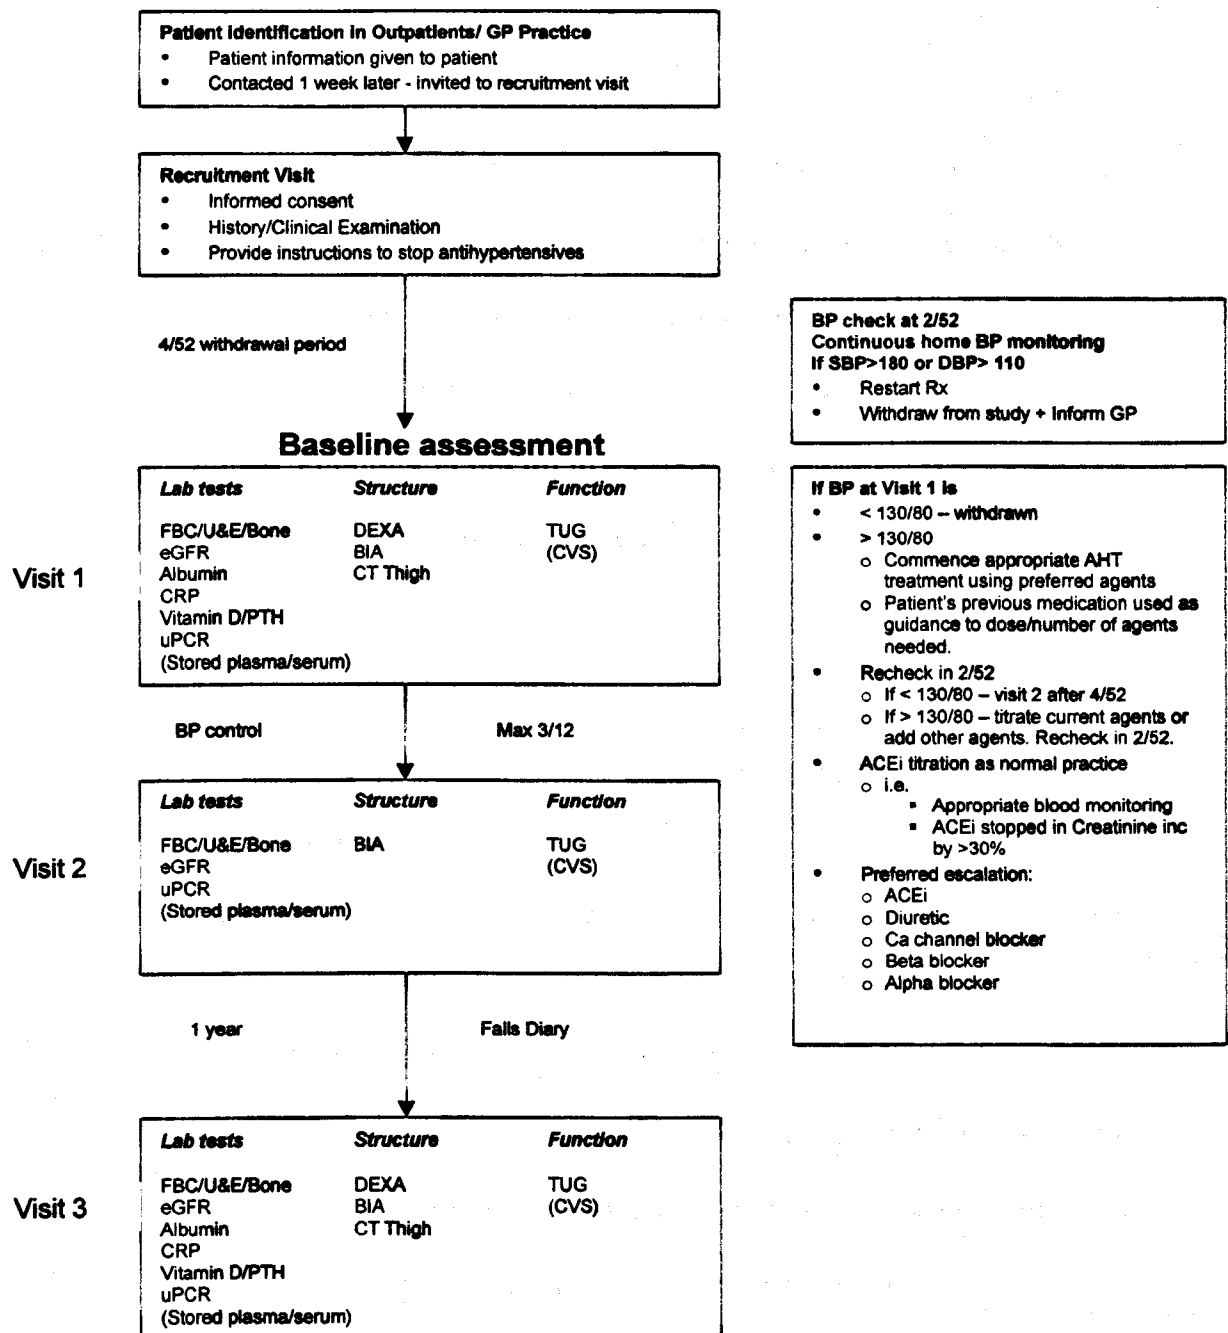 Patient Identification in Outpatients/ GP Practice
• Patient information given to patient
• Contacted 1 week later - invited to recruitment visit
Recruitment Visit
• Informed consent
• History/Clinical Examination
• Provide instructions to stop antihypertensives
4/52 withdrawal period
BP check at 2/52
Continuous home BP monitoring
If SBP>180 or DBP> 110
• Restart Rx
• Withdraw from study + Inform GP
Baseline assessment
Visit 1
Lab tests Structure Function
FBC/U&E/Bone DEXA TUG
eGFR BIA (CVS)
Albumin CT Thigh
CRP
Vitamin D/PTH
uPCR
(Stored plasma/serum)
If BP at Visit 1 is
• < 130/80 – withdrawn
• > 130/80
o Commence appropriate AHT
treatment using preferred agents
o Patient's previous medication used as
guidance to dose/number of agents
needed.
• Recheck in 2/52
o If < 130/80 – visit 2 after 4/52
o If > 130/80 – titrate current agents or
add other agents. Recheck in 2/52.
• ACEi titration as normal practice
o i.e.
▪ Appropriate blood monitoring
▪ ACEi stopped in Creatinine inc
by >30%
• Preferred escalation:
o ACEi
o Diuretic
o Ca channel blocker
o Beta blocker
o Alpha blocker
BP control Max 3/12
Visit 2
Lab tests Structure Function
FBC/U&E/Bone BIA TUG
eGFR (CVS)
uPCR
(Stored plasma/serum)
1 year Falls Diary
Visit 3
Lab tests Structure Function
FBC/U&E/Bone DEXA TUG
eGFR BIA (CVS)
Albumin CT Thigh
CRP
Vitamin D/PTH
uPCR
(Stored plasma/serum)